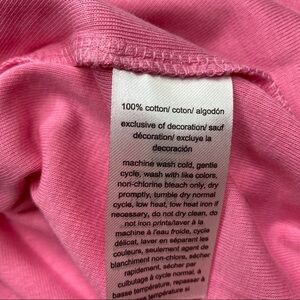 100% cotton/ coton/ algodón
exclusive of decoration/ sauf
décoration/ excluye la
decoración
machine wash cold, gentle
cycle, wash with like colors,
non-chlorine bleach only, dry
promptly, tumble dry normal
cycle, low heat, low heat iron if
necessary, do not dry clean, do
not iron prints/ laver à la
machine à l'eau froide, cycle
délicat, laver en séparant les
couleurs, seulement agent de
blanchiment non-chloré, sécher
rapidement, sécher par
culbutage à cycle normal, à
basse température, repasser à
basse température si